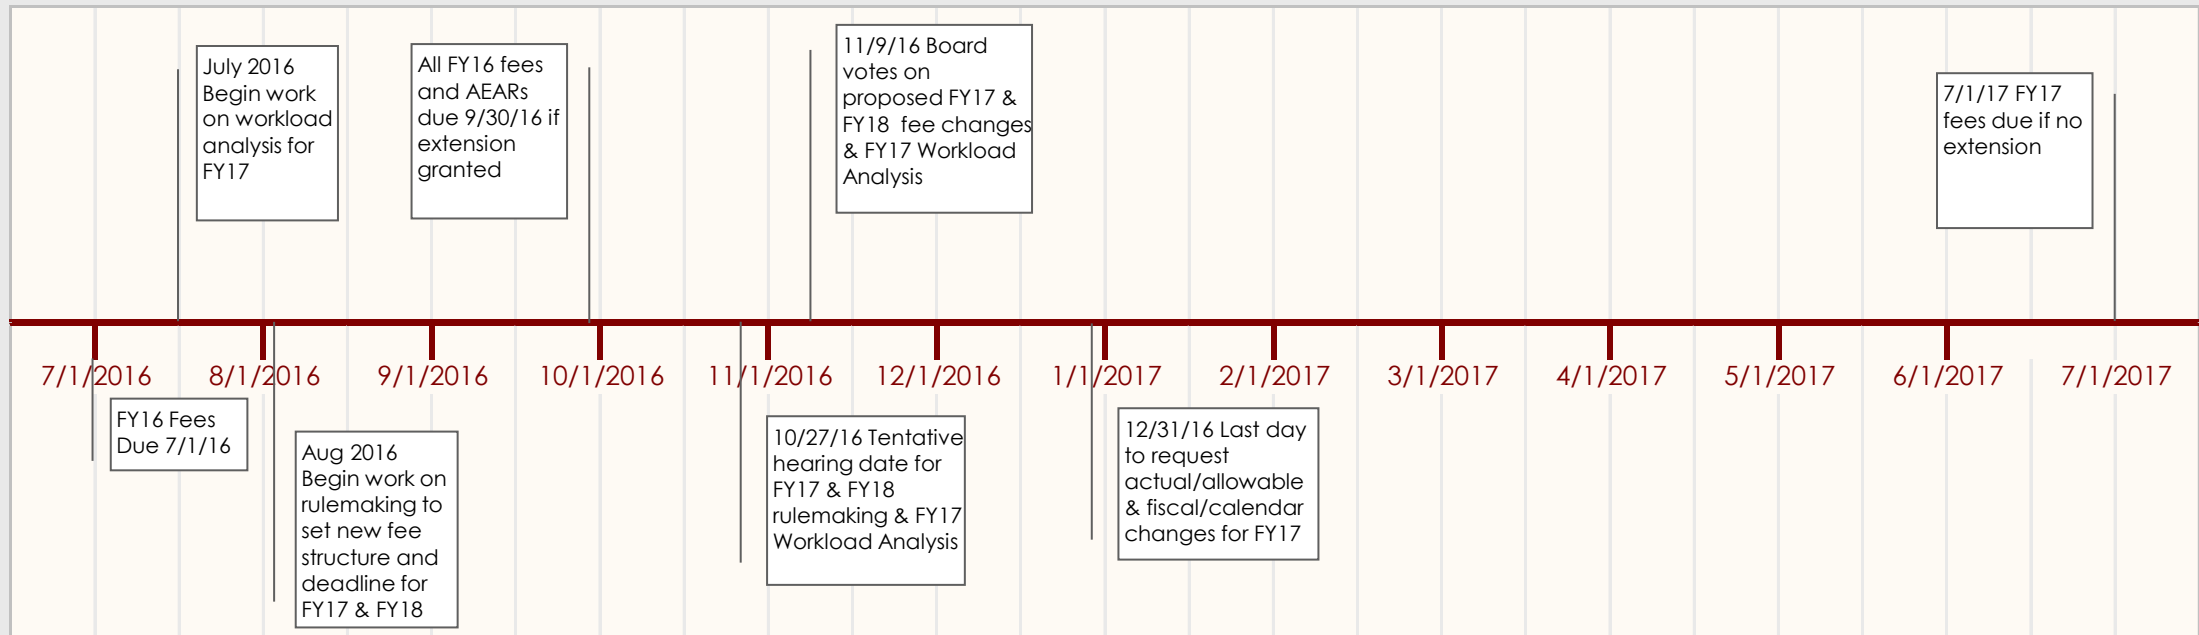 July 2016
Begin work
on workload
analysis for
FY17
All FY16 fees
and AEARs
due 9/30/16 if
extension
granted
11/9/16 Board
votes on
proposed FY17 &
FY18 fee changes
& FY17 Workload
Analysis
7/1/17 FY17
fees due if no
extension
7/1/2016
8/1/2016
9/1/2016
10/1/2016
11/1/2016
12/1/2016
1/1/2017
2/1/2017
3/1/2017
4/1/2017
5/1/2017
6/1/2017
7/1/2017
FY16 Fees
Due 7/1/16
Aug 2016
Begin work on
rulemaking to
set new fee
structure and
deadline for
FY17 & FY18
10/27/16 Tentative
hearing date for
FY17 & FY18
rulemaking & FY17
Workload Analysis
12/31/16 Last day
to request
actual/allowable
& fiscal/calendar
changes for FY17